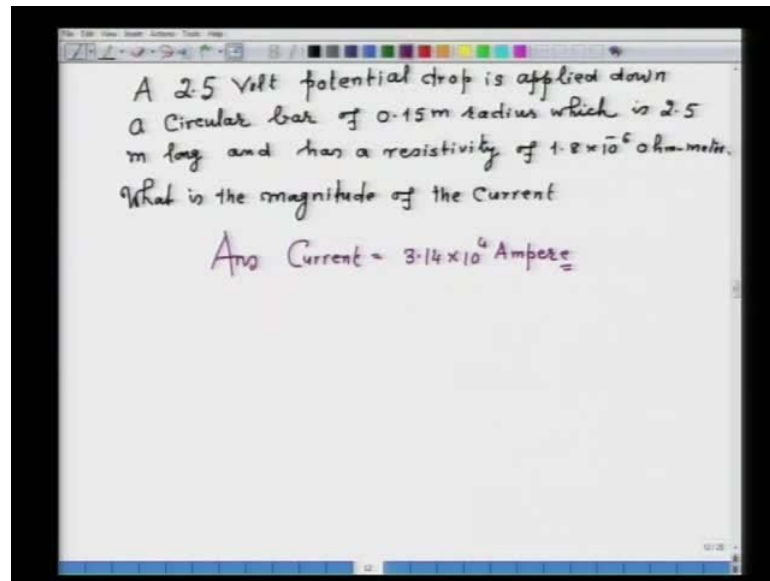 A 2.5 Volt potential drop is applied down
a Circular bar of 0.15m radius which is 2.5
m long and has a resistivity of 1.8×10⁻⁶ ohm-meter.
What is the magnitude of the Current
Ans Current = 3.14×10⁴ Ampere